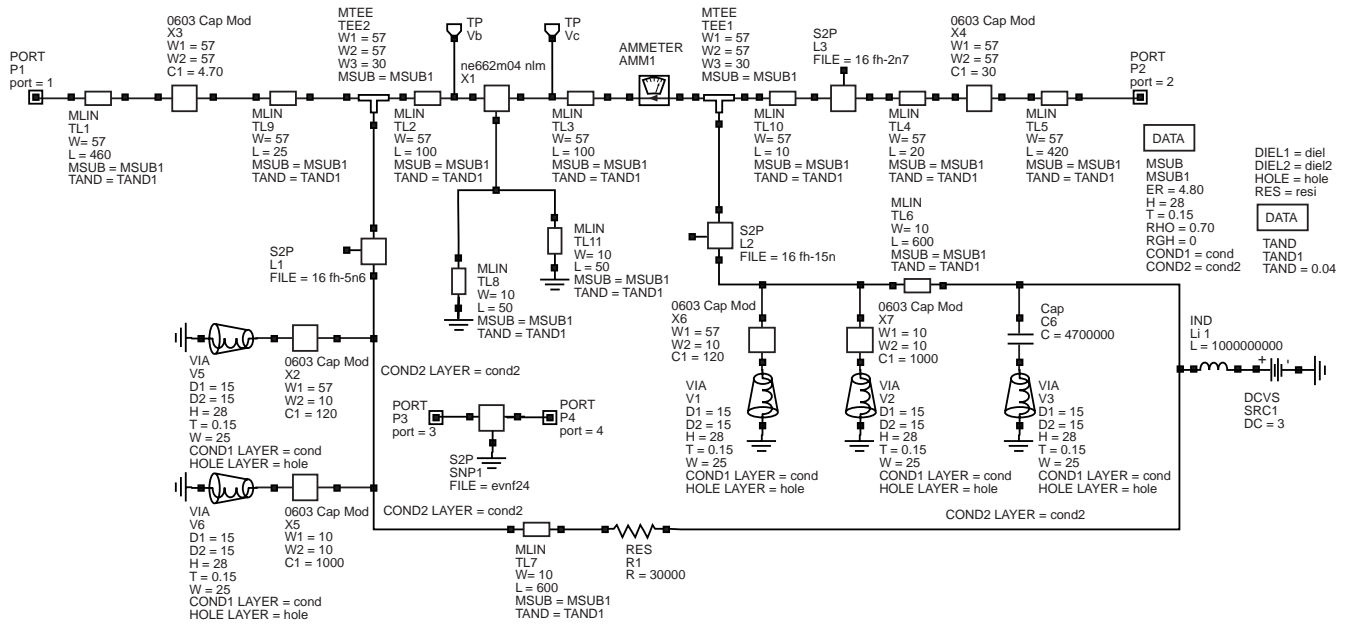 PORT
P1
port = 1
MLIN
TL1
W= 57
L = 460
MSUB = MSUB1
TAND = TAND1
0603 Cap Mod
X3
W1 = 57
W2 = 57
C1 = 4.70
MLIN
TL9
W= 57
L = 25
MSUB = MSUB1
TAND = TAND1
MTEE
TEE2
W1 = 57
W2 = 57
W3 = 30
MSUB = MSUB1
MLIN
TL2
W= 57
L = 100
MSUB = MSUB1
TAND = TAND1
TP
Vb
ne662m04 nlm
X1
TP
Vc
MLIN
TL3
W= 57
L = 100
MSUB = MSUB1
TAND = TAND1
AMMETER
AMM1
MTEE
TEE1
W1 = 57
W2 = 57
W3 = 30
MSUB = MSUB1
MLIN
TL10
W= 57
L = 10
MSUB = MSUB1
TAND = TAND1
S2P
L3
FILE = 16 fh-2n7
MLIN
TL4
W= 57
L = 20
MSUB = MSUB1
TAND = TAND1
0603 Cap Mod
X4
W1 = 57
W2 = 57
C1 = 30
MLIN
TL5
W= 57
L = 420
MSUB = MSUB1
TAND = TAND1
PORT
P2
port = 2
DATA
MSUB
MSUB1
ER = 4.80
H = 28
T = 0.15
RHO = 0.70
RGH = 0
COND1 = cond
COND2 = cond2
DIEL1 = diel
DIEL2 = diel2
HOLE = hole
RES = resi
DATA
TAND
TAND1
TAND = 0.04
S2P
L1
FILE = 16 fh-5n6
MLIN
TL8
W= 10
L = 50
MSUB = MSUB1
TAND = TAND1
MLIN
TL11
W= 10
L = 50
MSUB = MSUB1
TAND = TAND1
S2P
L2
FILE = 16 fh-15n
MLIN
TL6
W = 10
L = 600
MSUB = MSUB1
TAND = TAND1
VIA
V5
D1 = 15
D2 = 15
H = 28
T = 0.15
W = 25
COND1 LAYER = cond
HOLE LAYER = hole
0603 Cap Mod
X2
W1 = 57
W2 = 10
C1 = 120
COND2 LAYER = cond2
PORT
P3
port = 3
PORT
P4
port = 4
S2P
SNP1
FILE = evnf24
0603 Cap Mod
X6
W1 = 57
W2 = 10
C1 = 120
0603 Cap Mod
X7
W1 = 10
W2 = 10
C1 = 1000
Cap
C6
C = 4700000
VIA
V1
D1 = 15
D2 = 15
H = 28
T = 0.15
W = 25
COND1 LAYER = cond
HOLE LAYER = hole
VIA
V2
D1 = 15
D2 = 15
H = 28
T = 0.15
W = 25
COND1 LAYER = cond
HOLE LAYER = hole
VIA
V3
D1 = 15
D2 = 15
H = 28
T = 0.15
W = 25
COND1 LAYER = cond
HOLE LAYER = hole
IND
Li 1
L = 1000000000
+ -
DCVS
SRC1
DC = 3
VIA
V6
D1 = 15
D2 = 15
H = 28
T = 0.15
W = 25
COND1 LAYER = cond
HOLE LAYER = hole
0603 Cap Mod
X5
W1 = 10
W2 = 10
C1 = 1000
COND2 LAYER = cond2
COND2 LAYER = cond2
MLIN
TL7
W= 10
L = 600
MSUB = MSUB1
TAND = TAND1
RES
R1
R = 30000